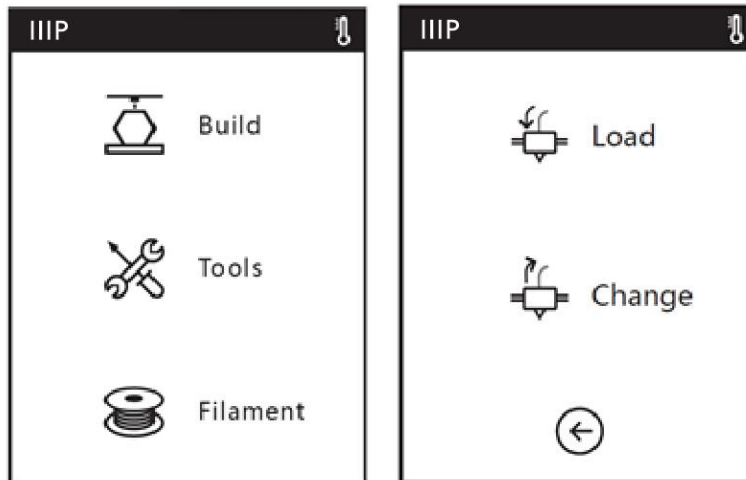 IIIP
Build
Tools
Filament
IIIP
Load
Change